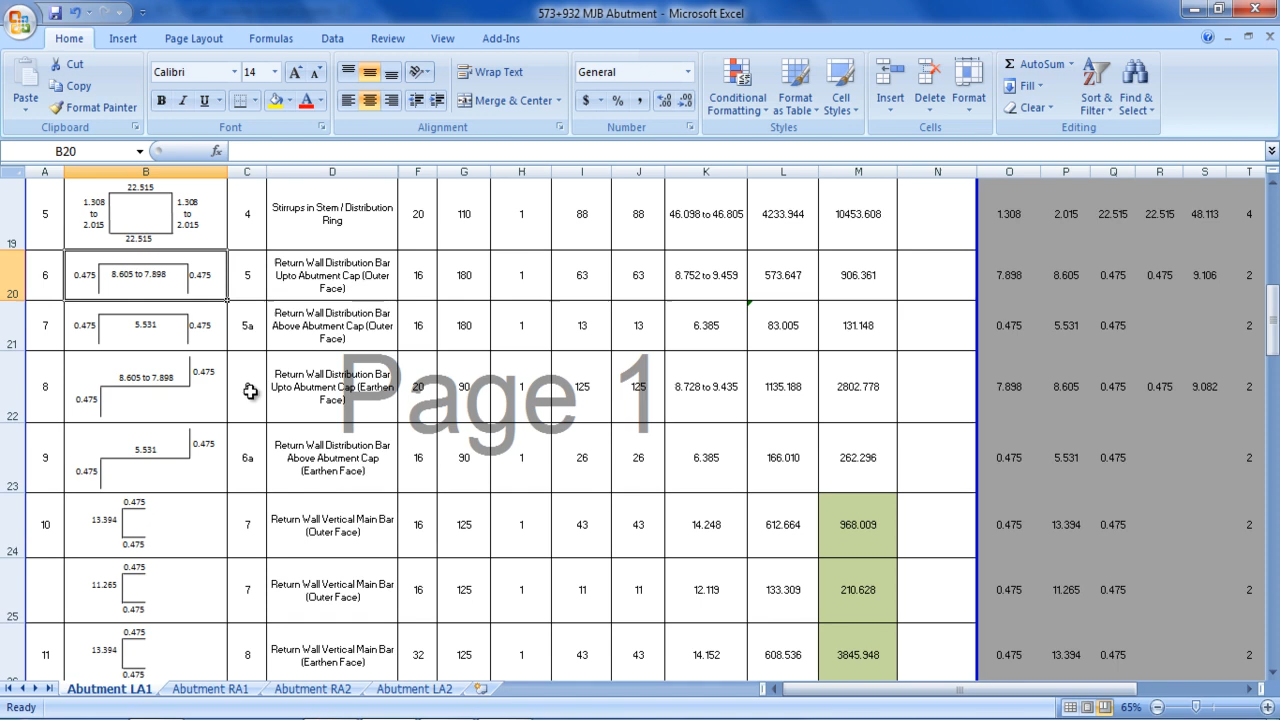 573+932 MJB Abutment - Microsoft Excel
Home Insert Page Layout Formulas Data Review View Add-Ins
Paste
Cut
Copy
Format Painter
Clipboard
Calibri 14
Font
Wrap Text
Merge & Center
Alignment
General
Number
Conditional Formatting
Format as Table
Cell Styles
Styles
Insert Delete Format
Cells
AutoSum
Fill
Clear
Sort & Filter
Find & Select
Editing
B20 fx
A B C D F G H I J K L M N O P Q R S T
22.515
1.308 to 2.015
1.308 to 2.015
22.515
19 5 4 Stirrups in Stem / Distribution Ring 20 110 1 88 88 46.098 to 46.805 4233.944 10453.608 1.308 2.015 22.515 22.515 48.113 4
20 6 0.475 8.605 to 7.898 0.475 5 Return Wall Distribution Bar Upto Abutment Cap (Outer Face) 16 180 1 63 63 8.752 to 9.459 573.647 906.361 7.898 8.605 0.475 0.475 9.106 2
21 7 0.475 5.531 0.475 5a Return Wall Distribution Bar Above Abutment Cap (Outer Face) 16 180 1 13 13 6.385 83.005 131.148 0.475 5.531 0.475 2
22 8 0.475 8.605 to 7.898 0.475 Return Wall Distribution Bar Upto Abutment Cap (Earthen Face) 20 90 1 125 125 8.728 to 9.435 1135.188 2802.778 7.898 8.605 0.475 0.475 9.082 2
Page 1
23 9 0.475 5.531 0.475 6a Return Wall Distribution Bar Above Abutment Cap (Earthen Face) 16 90 1 26 26 6.385 166.010 262.296 0.475 5.531 0.475 2
24 10 0.475 13.394 0.475 7 Return Wall Vertical Main Bar (Outer Face) 16 125 1 43 43 14.248 612.664 968.009 0.475 13.394 0.475 2
25 11.265 0.475 0.475 7 Return Wall Vertical Main Bar (Outer Face) 16 125 1 11 11 12.119 133.309 210.628 0.475 11.265 0.475 2
11 0.475 13.394 0.475 8 Return Wall Vertical Main Bar (Earthen Face) 32 125 1 43 43 14.152 608.536 3845.948 0.475 13.394 0.475 2
Abutment LA1 Abutment RA1 Abutment RA2 Abutment LA2
Ready 65%